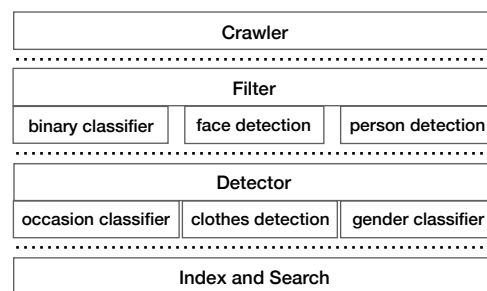 Crawler
Filter
binary classifier face detection person detection
Detector
occasion classifier clothes detection gender classifier
Index and Search